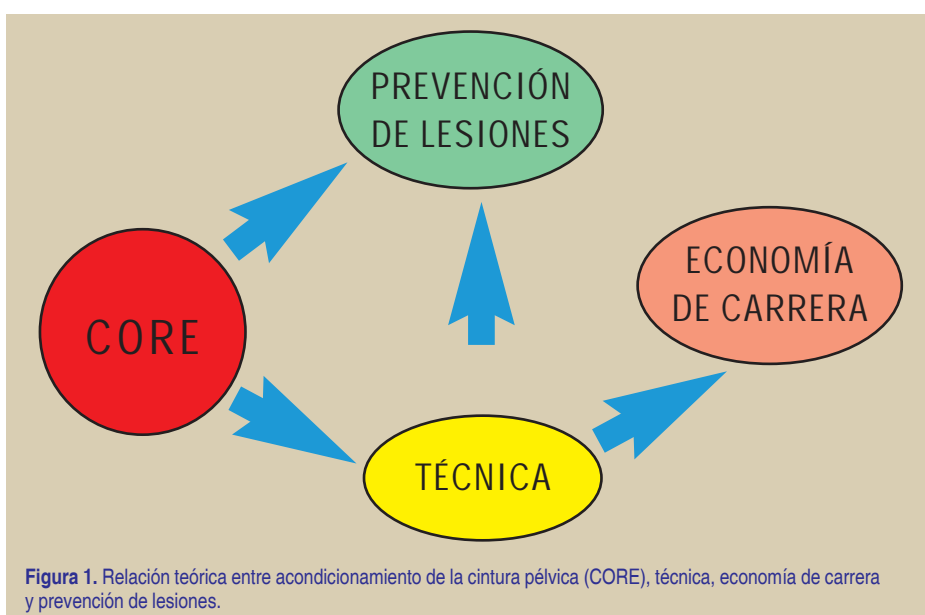 PREVENCIÓN
DE LESIONES
ECONOMÍA
DE CARRERA
CORE
TÉCNICA
Figura 1. Relación teórica entre acondicionamiento de la cintura pélvica (CORE), técnica, economía de carrera
y prevención de lesiones.